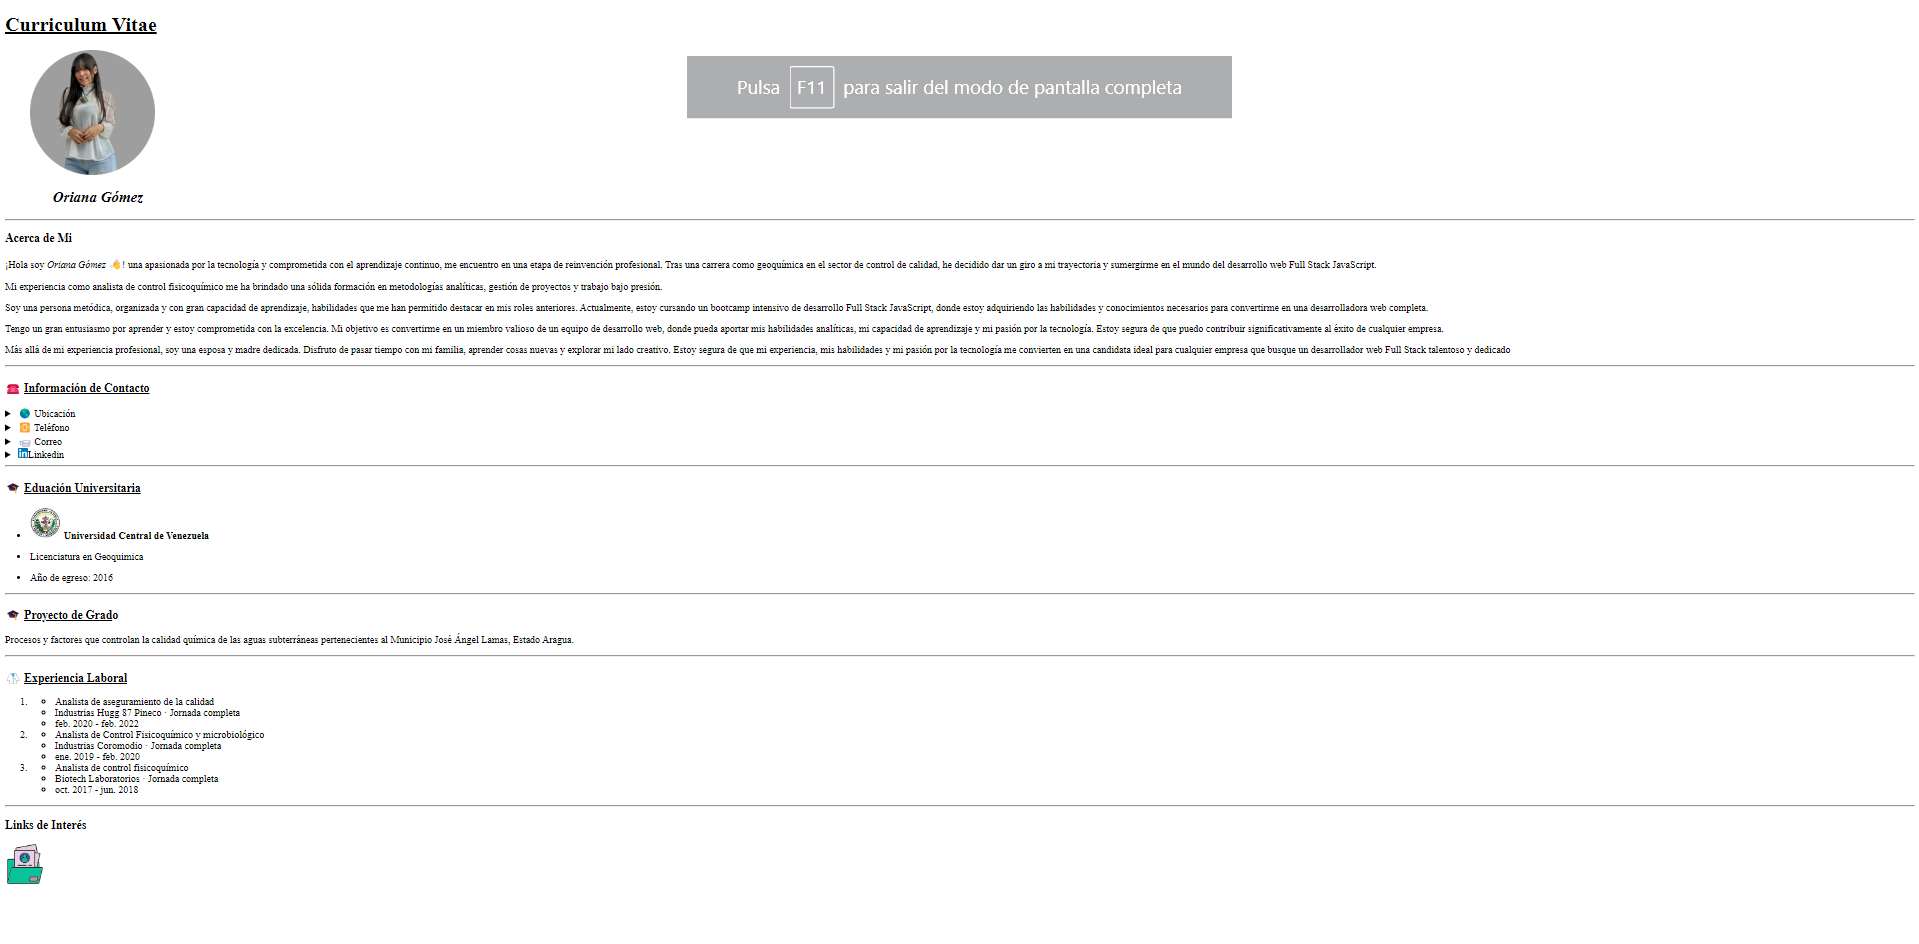 Curriculum Vitae
Pulsa F11 para salir del modo de pantalla completa
Oriana Gómez
Acerca de Mi
¡Hola soy Oriana Gómez 👋! una apasionada por la tecnología y comprometida con el aprendizaje continuo, me encuentro en una etapa de reinvención profesional. Tras una carrera como geoquímica en el sector de control de calidad, he decidido dar un giro a mi trayectoria y sumergirme en el mundo del desarrollo web Full Stack JavaScript.
Mi experiencia como analista de control fisicoquímico me ha brindado una sólida formación en metodologías analíticas, gestión de proyectos y trabajo bajo presión.
Soy una persona metódica, organizada y con gran capacidad de aprendizaje, habilidades que me han permitido destacar en mis roles anteriores. Actualmente, estoy cursando un bootcamp intensivo de desarrollo Full Stack JavaScript, donde estoy adquiriendo las habilidades y conocimientos necesarios para convertirme en una desarrolladora web completa.
Tengo un gran entusiasmo por aprender y estoy comprometida con la excelencia. Mi objetivo es convertirme en un miembro valioso de un equipo de desarrollo web, donde pueda aportar mis habilidades analíticas, mi capacidad de aprendizaje y mi pasión por la tecnología. Estoy segura de que puedo contribuir significativamente al éxito de cualquier empresa.
Más allá de mi experiencia profesional, soy una esposa y madre dedicada. Disfruto de pasar tiempo con mi familia, aprender cosas nuevas y explorar mi lado creativo. Estoy segura de que mi experiencia, mis habilidades y mi pasión por la tecnología me convierten en una candidata ideal para cualquier empresa que busque un desarrollador web Full Stack talentoso y dedicado
Información de Contacto
Ubicación
Teléfono
Correo
in Linkedin
Eduación Universitaria
Universidad Central de Venezuela
Licenciatura en Geoquimica
Año de egreso: 2016
Proyecto de Grado
Procesos y factores que controlan la calidad química de las aguas subterráneas pertenecientes al Municipio José Ángel Lamas, Estado Aragua.
Experiencia Laboral
1. Analista de aseguramiento de la calidad
Industrias Hugg 87 Pineco · Jornada completa
feb. 2020 - feb. 2022
2. Analista de Control Fisicoquímico y microbiológico
Industrias Coromodio · Jornada completa
ene. 2019 - feb. 2020
3. Analista de control fisicoquímico
Biotech Laboratorios · Jornada completa
oct. 2017 - jun. 2018
Links de Interés